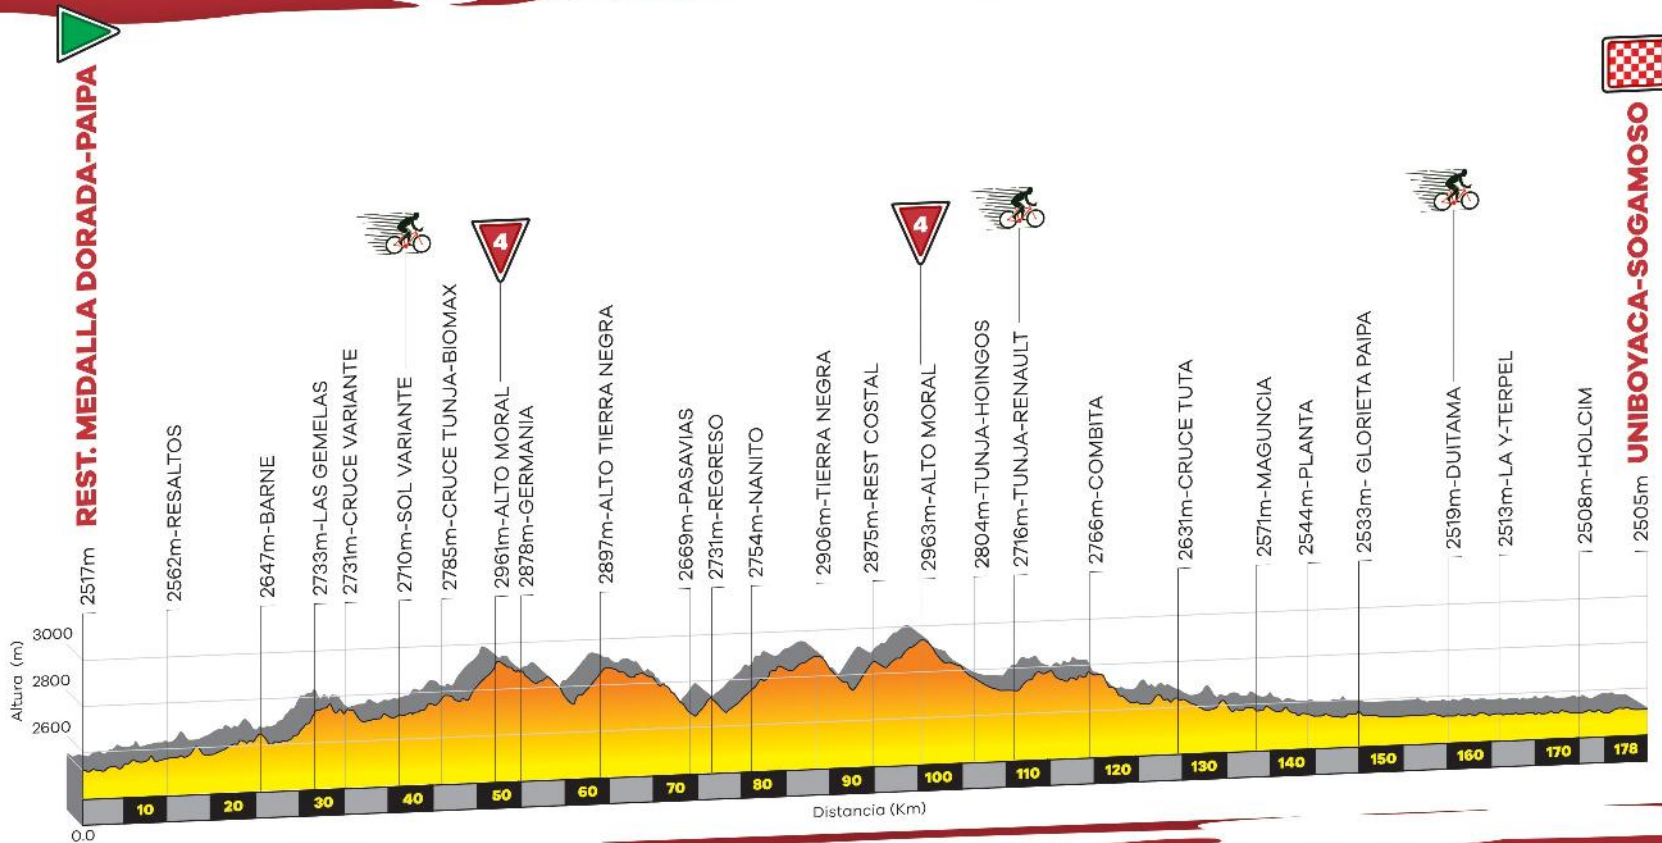 REST. MEDALLA DORADA-PAIPA
2517m
2562m-RESALTOS
2647m-BARNE
2733m-LAS GEMELAS
2731m-CRUCE VARIANTE
2710m-SOL VARIANTE
2785m-CRUCE TUNJA-BIOMAX
4
2961m-ALTO MORAL
2878m-GERMANIA
2897m-ALTO TIERRA NEGRA
2669m-PASAVIAS
2731m-REGRESO
2754m-NANITO
2906m-TIERRA NEGRA
2875m-REST COSTAL
4
2963m-ALTO MORAL
2804m-TUNJA-HOINGOS
2716m-TUNJA-RENAULT
2766m-COMBITA
2631m-CRUCE TUTA
2571m-MAGUNCIA
2544m-PLANTA
2533m- GLORIETA PAIPA
2519m-DUITAMA
2513m-LA Y-TERPEL
2508m-HOLCIM
2505m
UNIBOYACA-SOGAMOSO
Altura (m)
3000
2800
2600
0.0
10 20 30 40 50 60 70 80 90 100 110 120 130 140 150 160 170 178
Distancia (Km)